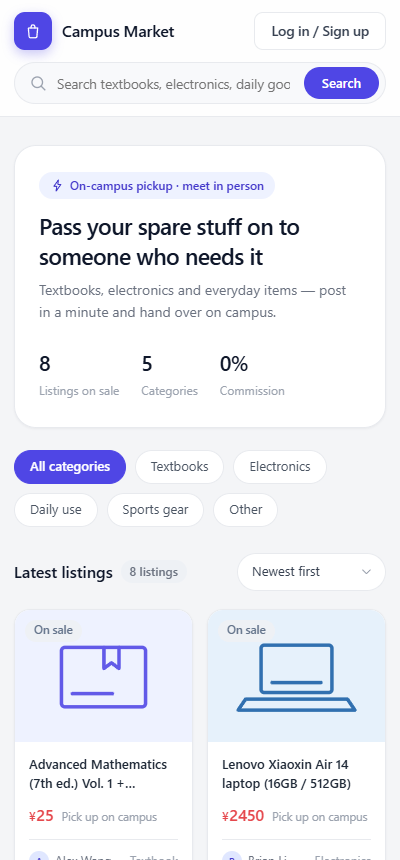 Campus Market
Log in / Sign up
Search textbooks, electronics, daily goo
Search
On-campus pickup · meet in person
Pass your spare stuff on to
someone who needs it
Textbooks, electronics and everyday items — post
in a minute and hand over on campus.
8
Listings on sale
5
Categories
0%
Commission
All categories
Textbooks
Electronics
Daily use
Sports gear
Other
Latest listings
8 listings
Newest first
On sale
Advanced Mathematics
(7th ed.) Vol. 1 +...
¥25 Pick up on campus
On sale
Lenovo Xiaoxin Air 14
laptop (16GB / 512GB)
¥2450 Pick up on campus